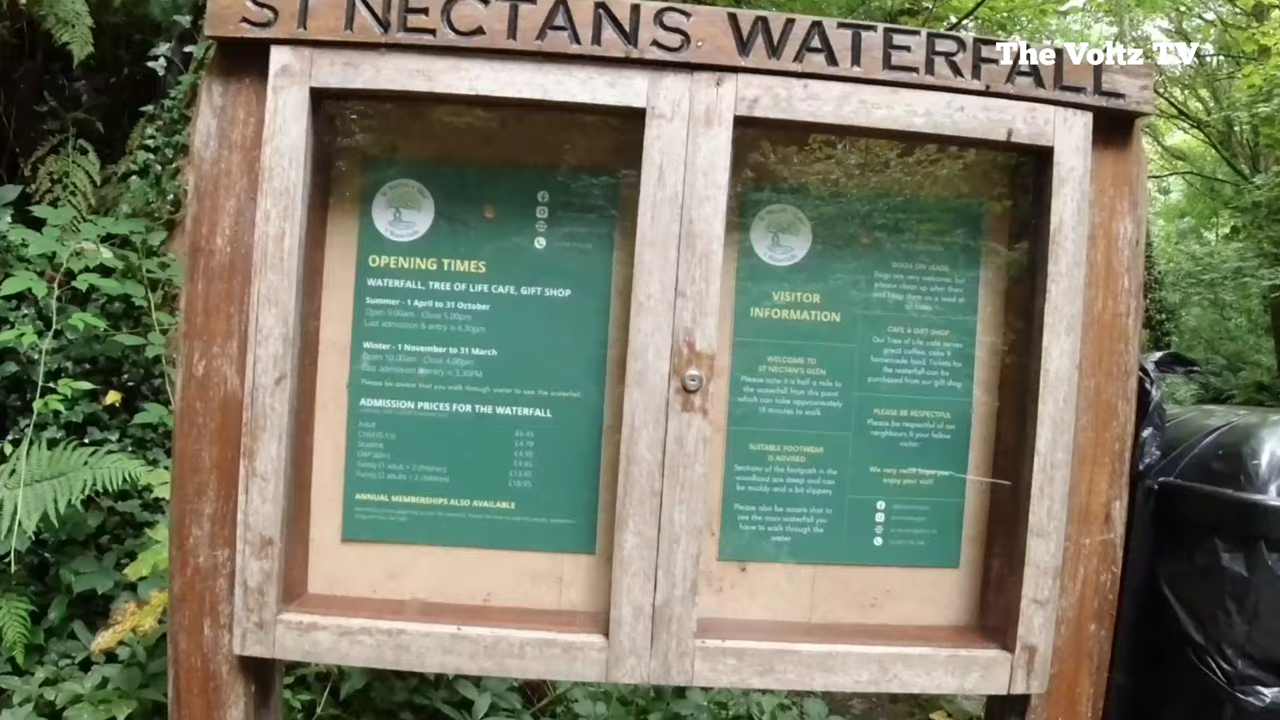 ST NECTANS WATERFALL
The Voltz TV
OPENING TIMES
WATERFALL, TREE OF LIFE CAFE, GIFT SHOP
Summer - 1 April to 31 October
Open 9.00am - Close 5.00pm
Last admission & entry is 4.30pm
Winter - 1 November to 31 March
Open 10.00am - Close 4.00pm
Last admission & entry is 3.30PM
Please be aware that you walk through water to see the waterfall.
ADMISSION PRICES FOR THE WATERFALL
Adult
Child (5-15)
Students
OAP (60+)
Family (1 adult + 2 children)
Family (2 adults + 2 children)
ANNUAL MEMBERSHIPS ALSO AVAILABLE
VISITOR
INFORMATION
WELCOME TO
ST NECTAN'S GLEN
Please note it is half a mile to
the waterfall from this point
which can take approximately
15 minutes to walk
SUITABLE FOOTWEAR
IS ADVISED
Sections of the footpath in the
woodland are steep and can
be muddy and a bit slippery
Please also be aware that to
see the main waterfall you
have to walk through the
water
DOGS ON LEADS
Dogs are very welcome, but
please clean up after them
and keep them on a lead at
all times
CAFE & GIFT SHOP
Our Tree of Life cafe serves
great coffee, cake &
homemade food. Tickets for
the waterfall can be
purchased from our gift shop
PLEASE BE RESPECTFUL
Please be respectful of our
neighbours & your fellow
visitor
We very much hope you
enjoy your visit!